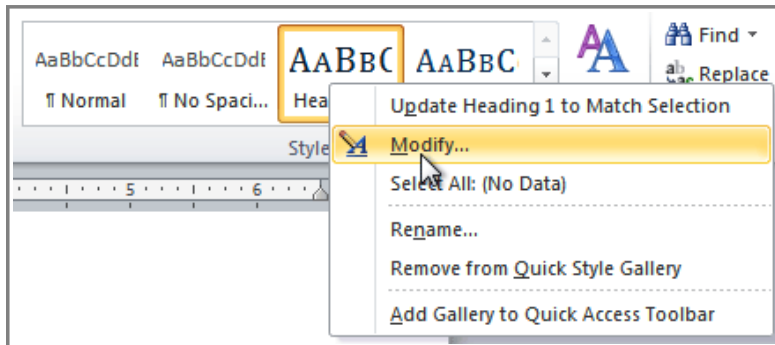 AaBbCcDdE AaBbCcDdE AABBC AABBC Find
¶ Normal ¶ No Spaci... Hea Replace
Update Heading 1 to Match Selection
Style
Modify...
Select All: (No Data)
5 6
Rename...
Remove from Quick Style Gallery
Add Gallery to Quick Access Toolbar